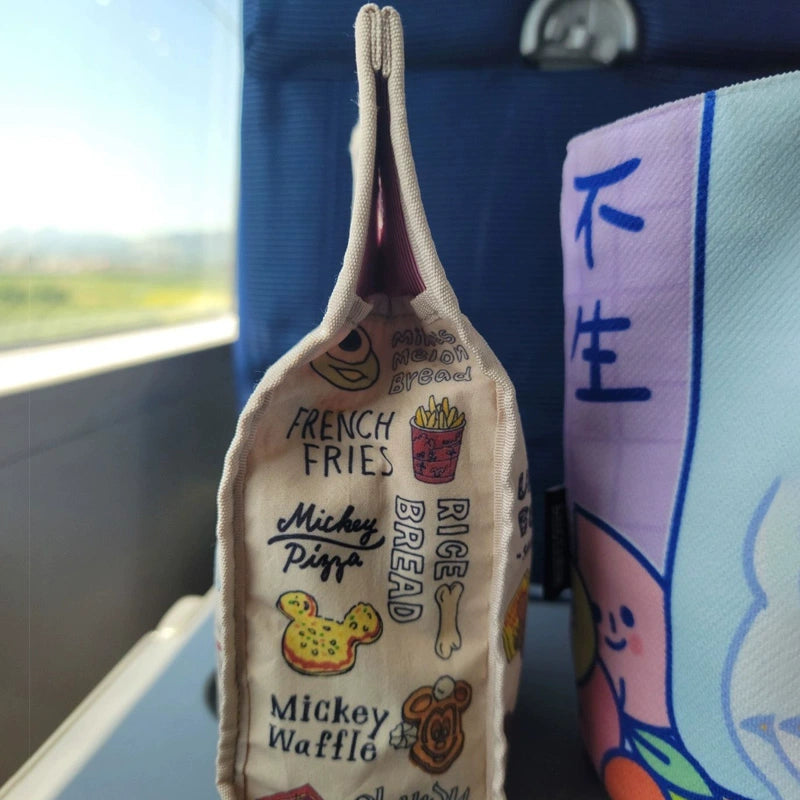 Mike
Melon
Bread
FRENCH
FRIES
Mickey
Pizza
RICE
BREAD
Mickey
Waffle
不
生